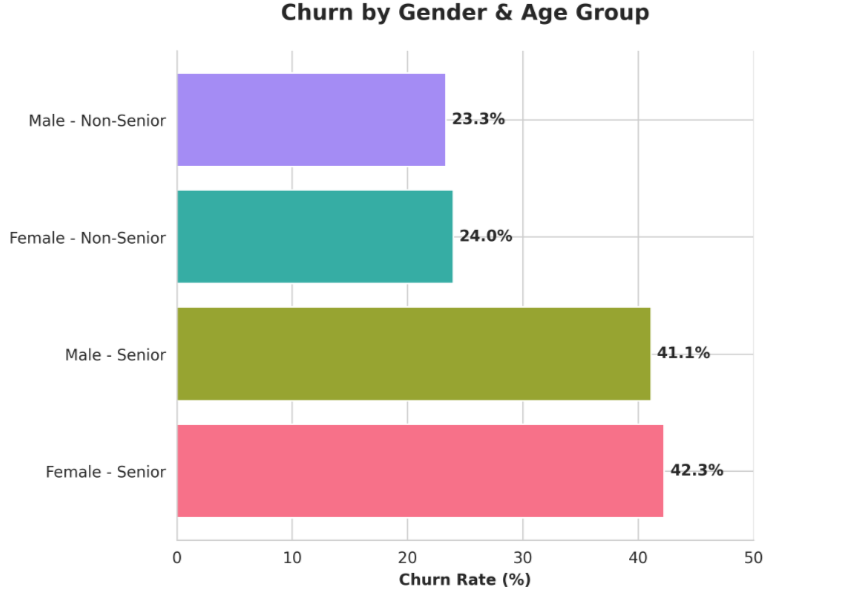 Churn by Gender & Age Group
Male - Non-Senior
23.3%
Female - Non-Senior
24.0%
Male - Senior
41.1%
Female - Senior
42.3%
0 10 20 30 40 50
Churn Rate (%)